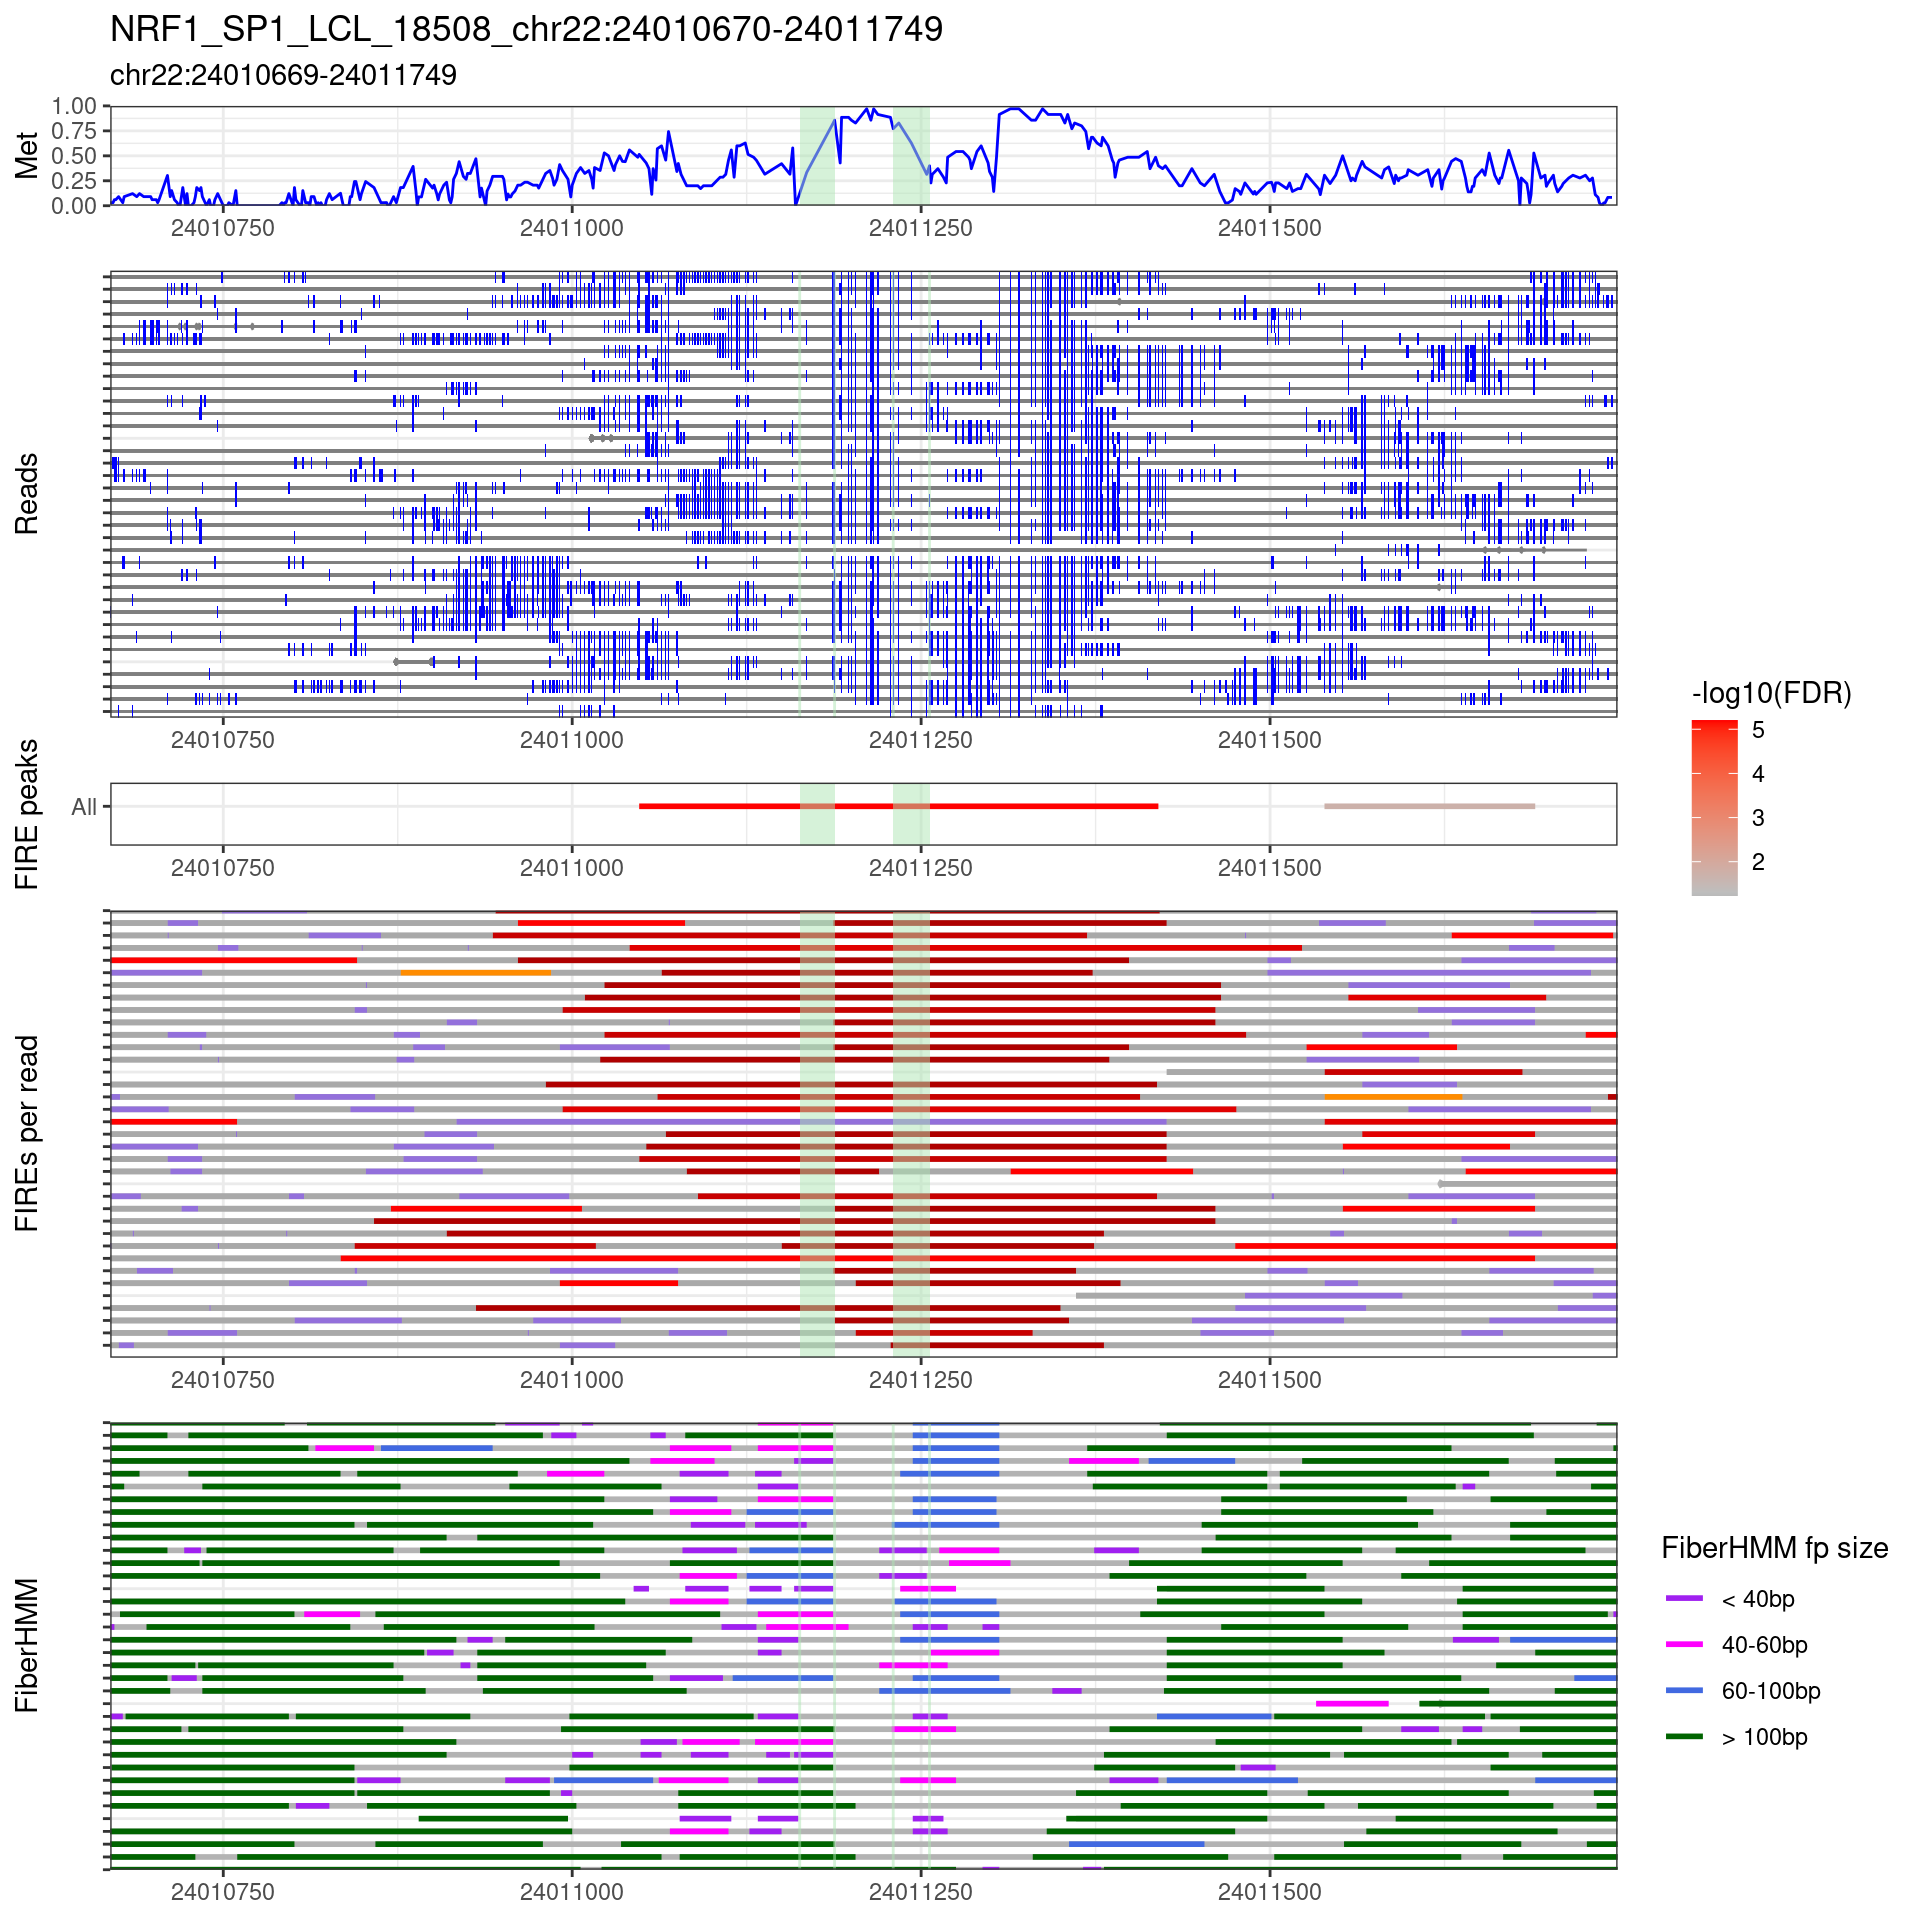 NRF1_SP1_LCL_18508_chr22:24010670-24011749
chr22:24010669-24011749
Met
1.00
0.75
0.50
0.25
0.00
24010750 24011000 24011250 24011500
Reads
24010750 24011000 24011250 24011500
FIRE peaks
All
24010750 24011000 24011250 24011500
-log10(FDR)
5
4
3
2
FIREs per read
24010750 24011000 24011250 24011500
FiberHMM
24010750 24011000 24011250 24011500
FiberHMM fp size
< 40bp
40-60bp
60-100bp
> 100bp